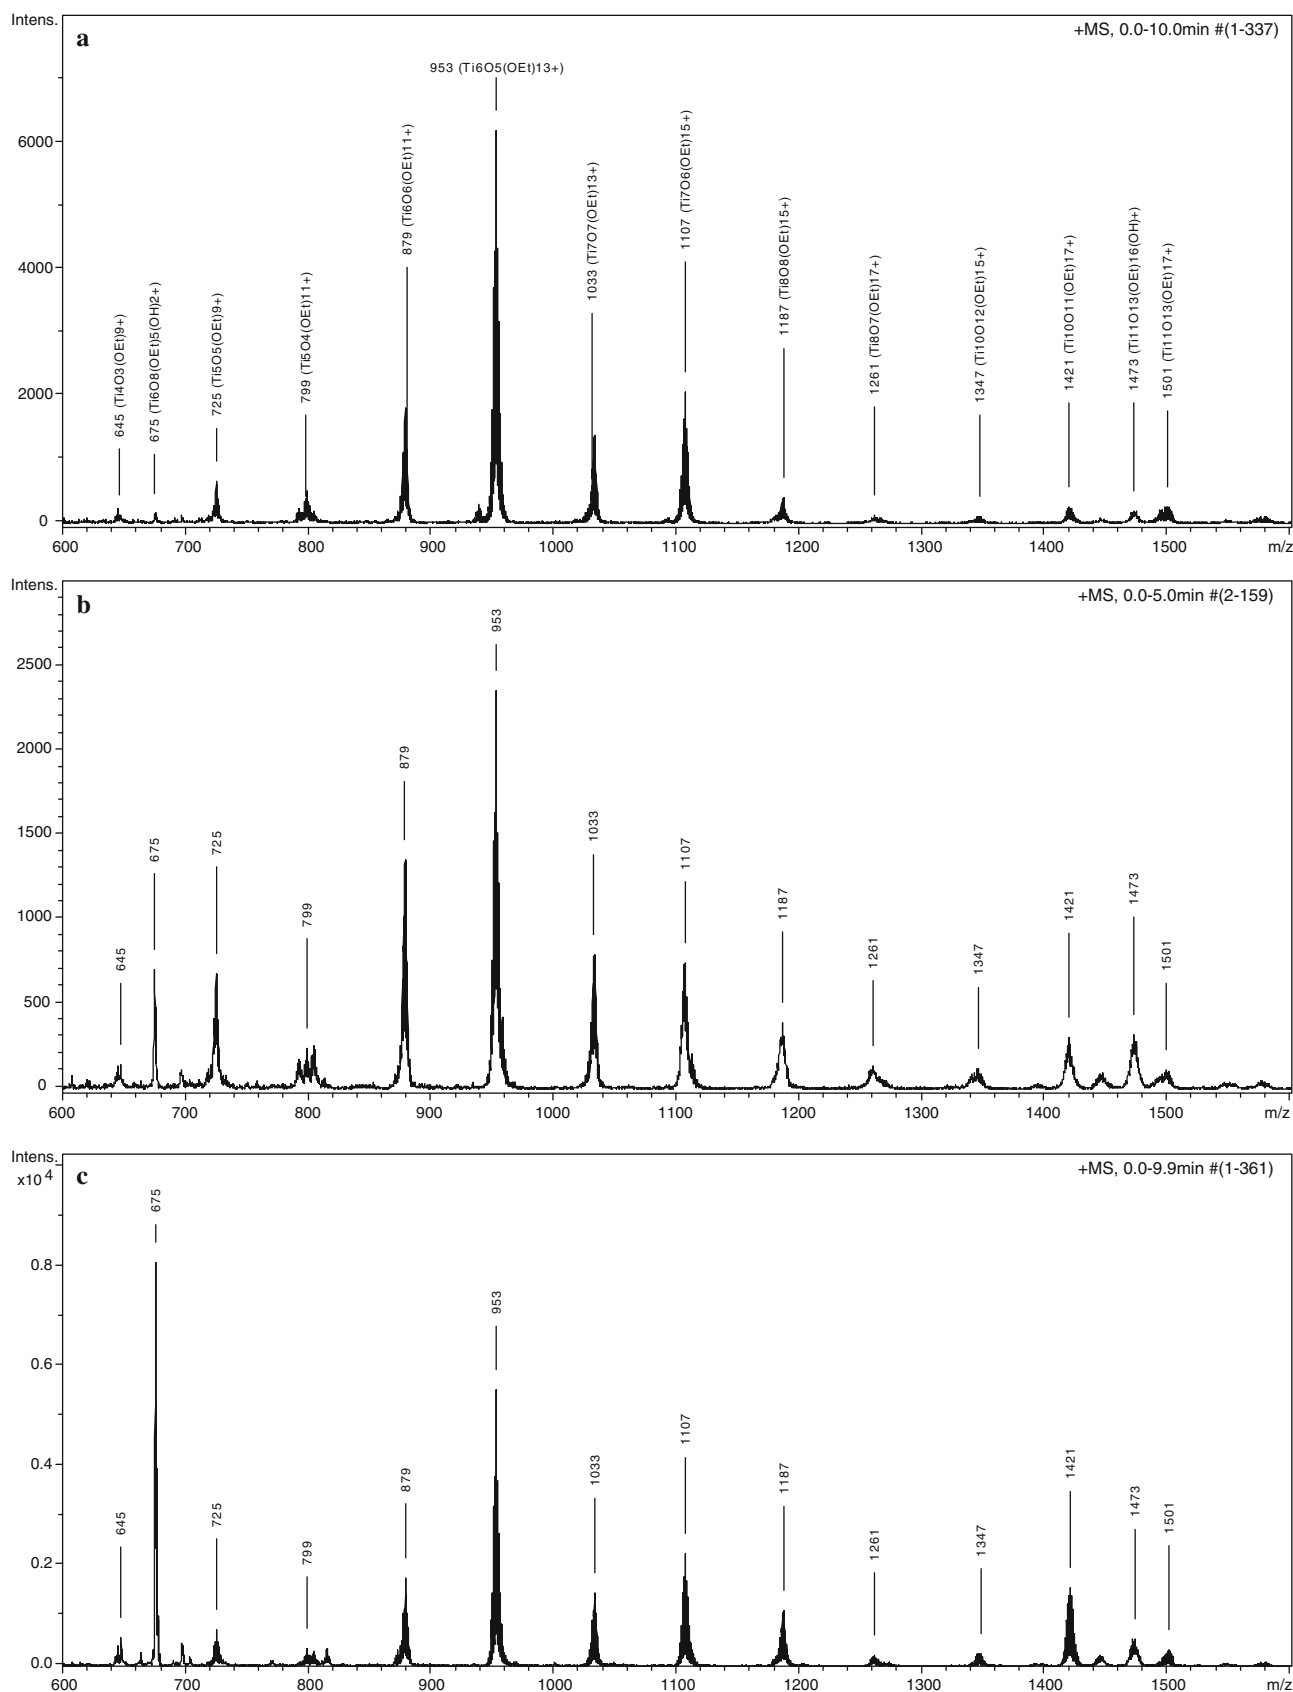 Intens.
a
+MS, 0.0-10.0min #(1-337)
953 (Ti6O5(OEt)13+)
645 (Ti4O3(OEt)9+)
675 (Ti6O8(OEt)5(OH)2+)
725 (Ti5O5(OEt)9+)
799 (Ti5O4(OEt)11+)
879 (Ti6O6(OEt)11+)
1033 (Ti7O7(OEt)13+)
1107 (Ti7O6(OEt)15+)
1187 (Ti8O8(OEt)15+)
1261 (Ti8O7(OEt)17+)
1347 (Ti10O12(OEt)15+)
1421 (Ti10O11(OEt)17+)
1473 (Ti11O13(OEt)16(OH)+)
1501 (Ti11O13(OEt)17+)
6000
4000
2000
0
600 700 800 900 1000 1100 1200 1300 1400 1500 m/z
Intens.
b
+MS, 0.0-5.0min #(2-159)
645
675
725
799
879
953
1033
1107
1187
1261
1347
1421
1473
1501
2500
2000
1500
1000
500
0
600 700 800 900 1000 1100 1200 1300 1400 1500 m/z
Intens.
x10 4
c
+MS, 0.0-9.9min #(1-361)
645
675
725
799
879
953
1033
1107
1187
1261
1347
1421
1473
1501
0.8
0.6
0.4
0.2
0.0
600 700 800 900 1000 1100 1200 1300 1400 1500 m/z